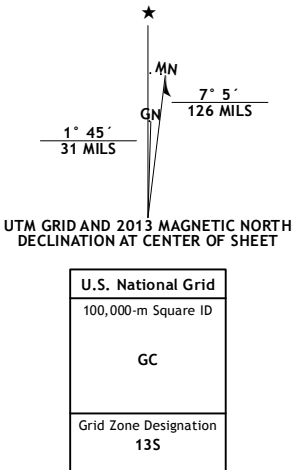 ★
MN
GN
7° 5´
126 MILS
1° 45´
31 MILS
UTM GRID AND 2013 MAGNETIC NORTH
DECLINATION AT CENTER OF SHEET
U.S. National Grid
100,000-m Square ID
GC
Grid Zone Designation
13S